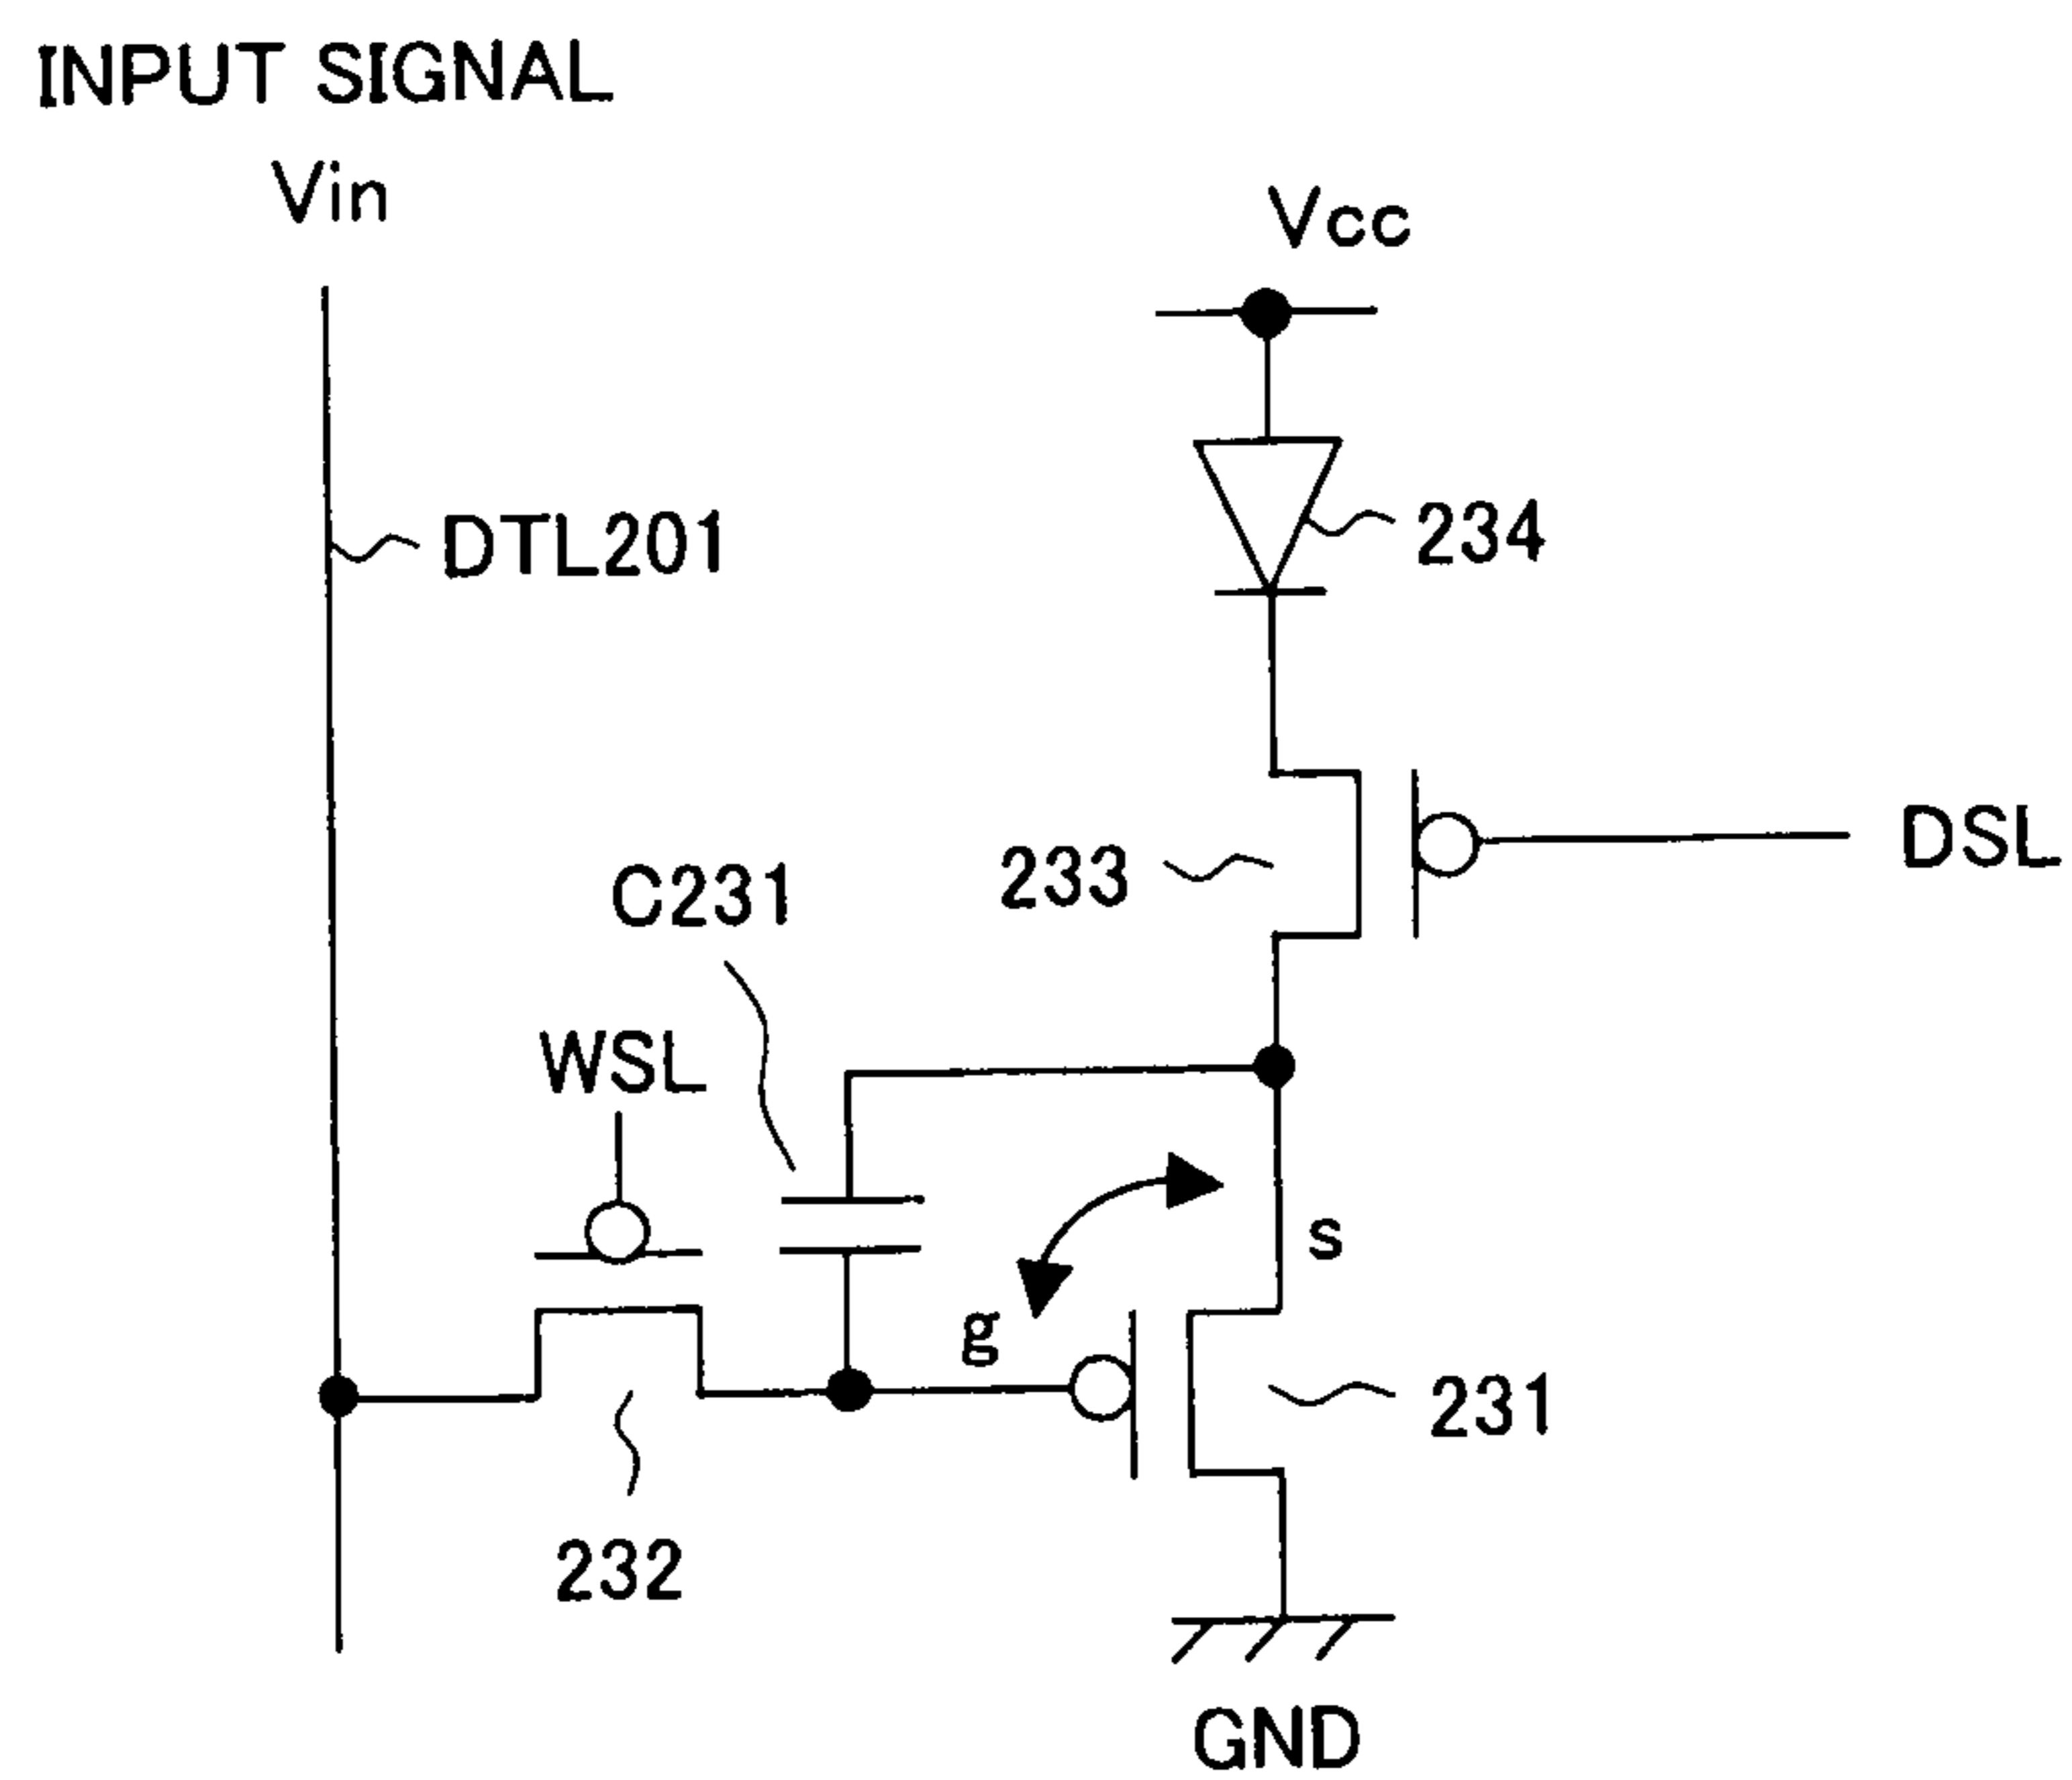 INPUT SIGNAL
Vin
Vcc
DTL201
234
DSL
233
C231
WSL
s
g
231
232
GND